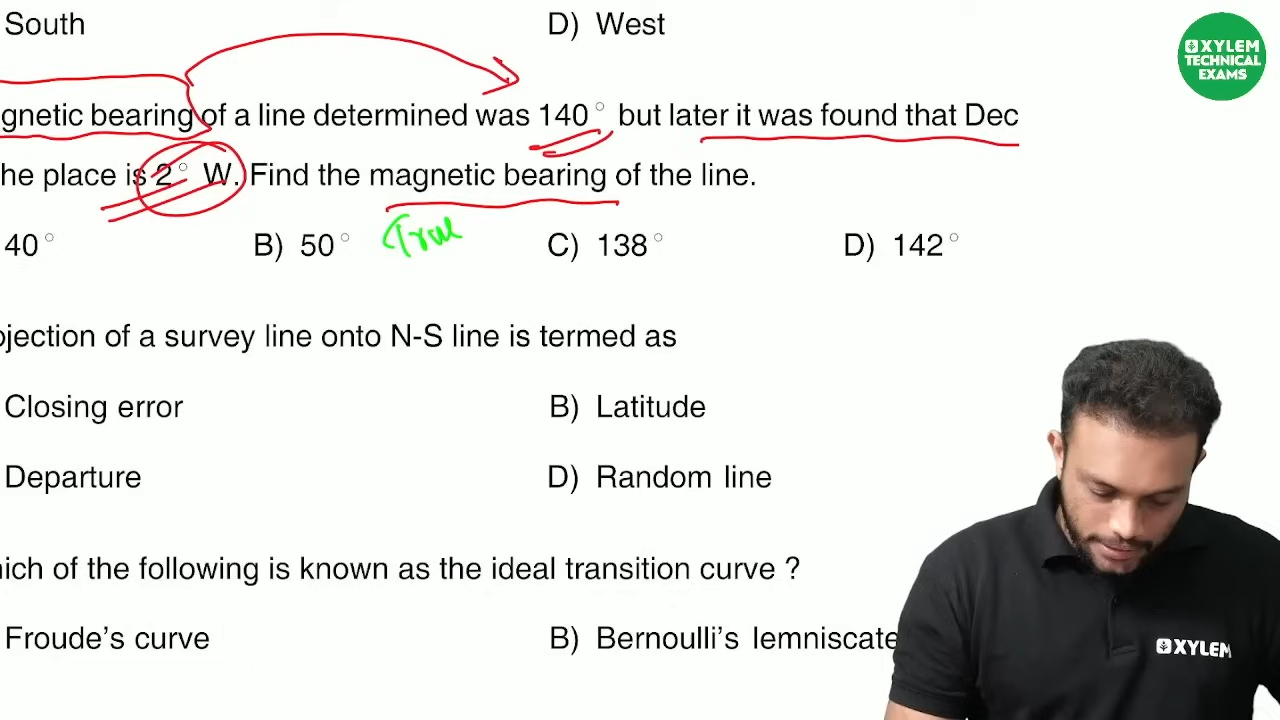 South
D) West
XYLEM
TECHNICAL
EXAMS
gnetic bearing of a line determined was 140° but later it was found that Dec
he place is 2° W. Find the magnetic bearing of the line.
True
40°
B) 50°
C) 138°
D) 142°
ojection of a survey line onto N-S line is termed as
Closing error
B) Latitude
Departure
D) Random line
ich of the following is known as the ideal transition curve ?
Froude's curve
B) Bernoulli's lemniscate
XYLEM